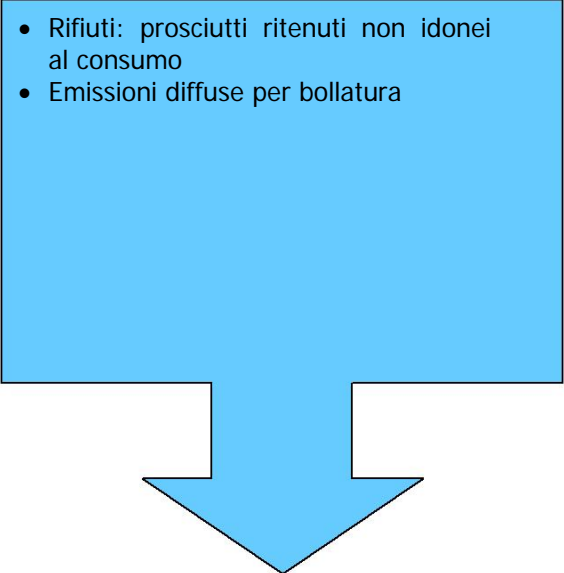 • Rifiuti: prosciutti ritenuti non idonei
al consumo
• Emissioni diffuse per bollatura